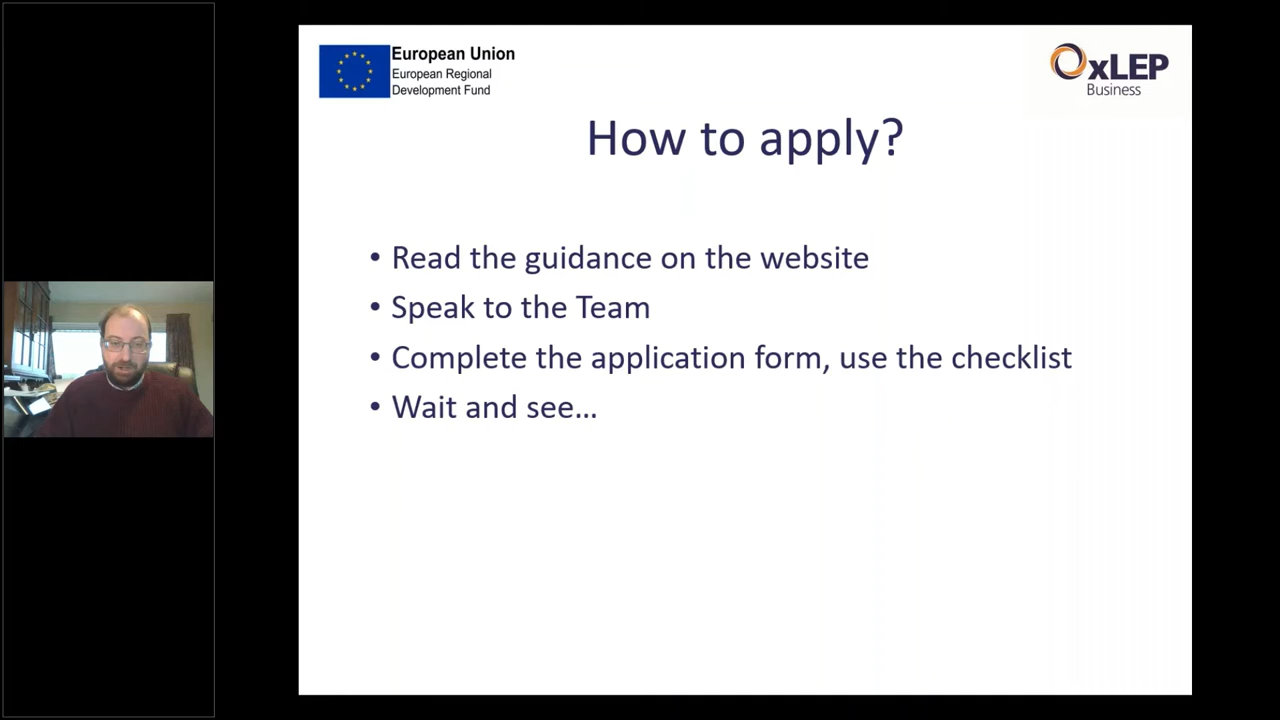 European Union
European Regional
Development Fund
OxLEP
Business
How to apply?
• Read the guidance on the website
• Speak to the Team
• Complete the application form, use the checklist
• Wait and see…